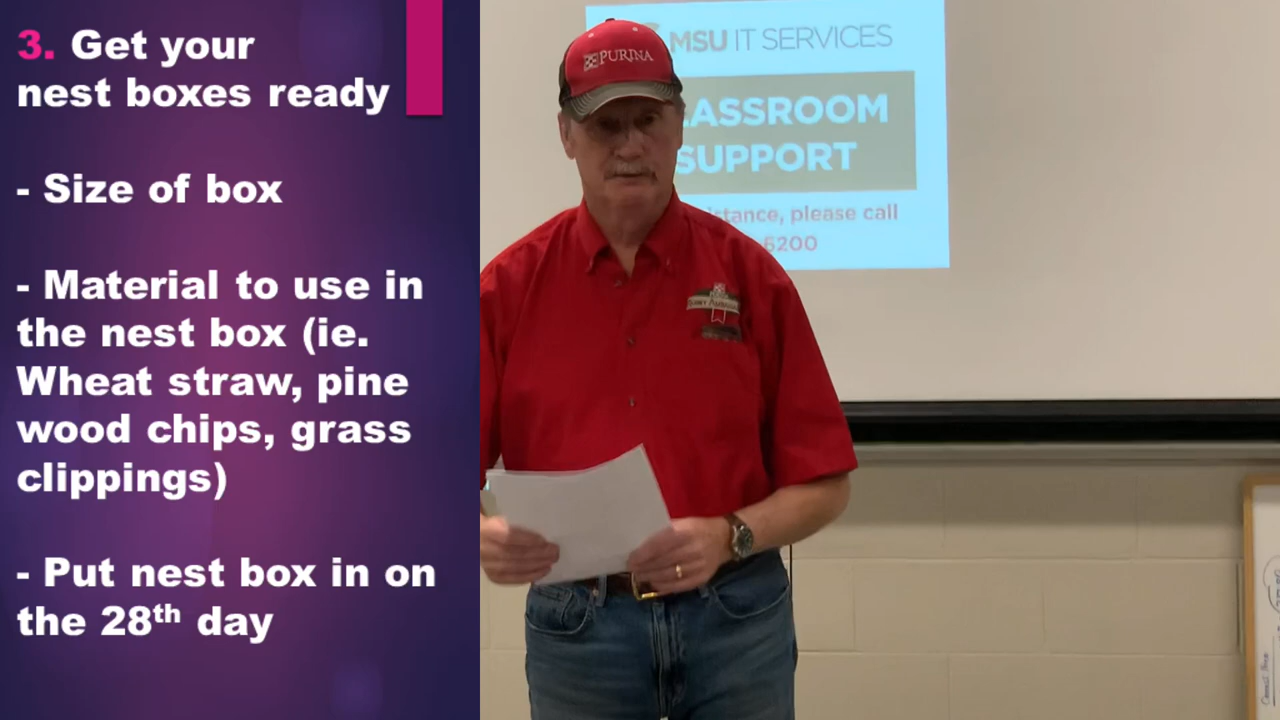 3. Get your
nest boxes ready
- Size of box
- Material to use in
the nest box (ie.
Wheat straw, pine
wood chips, grass
clippings)
- Put nest box in on
the 28th day
PURINA
MSU IT SERVICES
SUPPORT
please call
6200